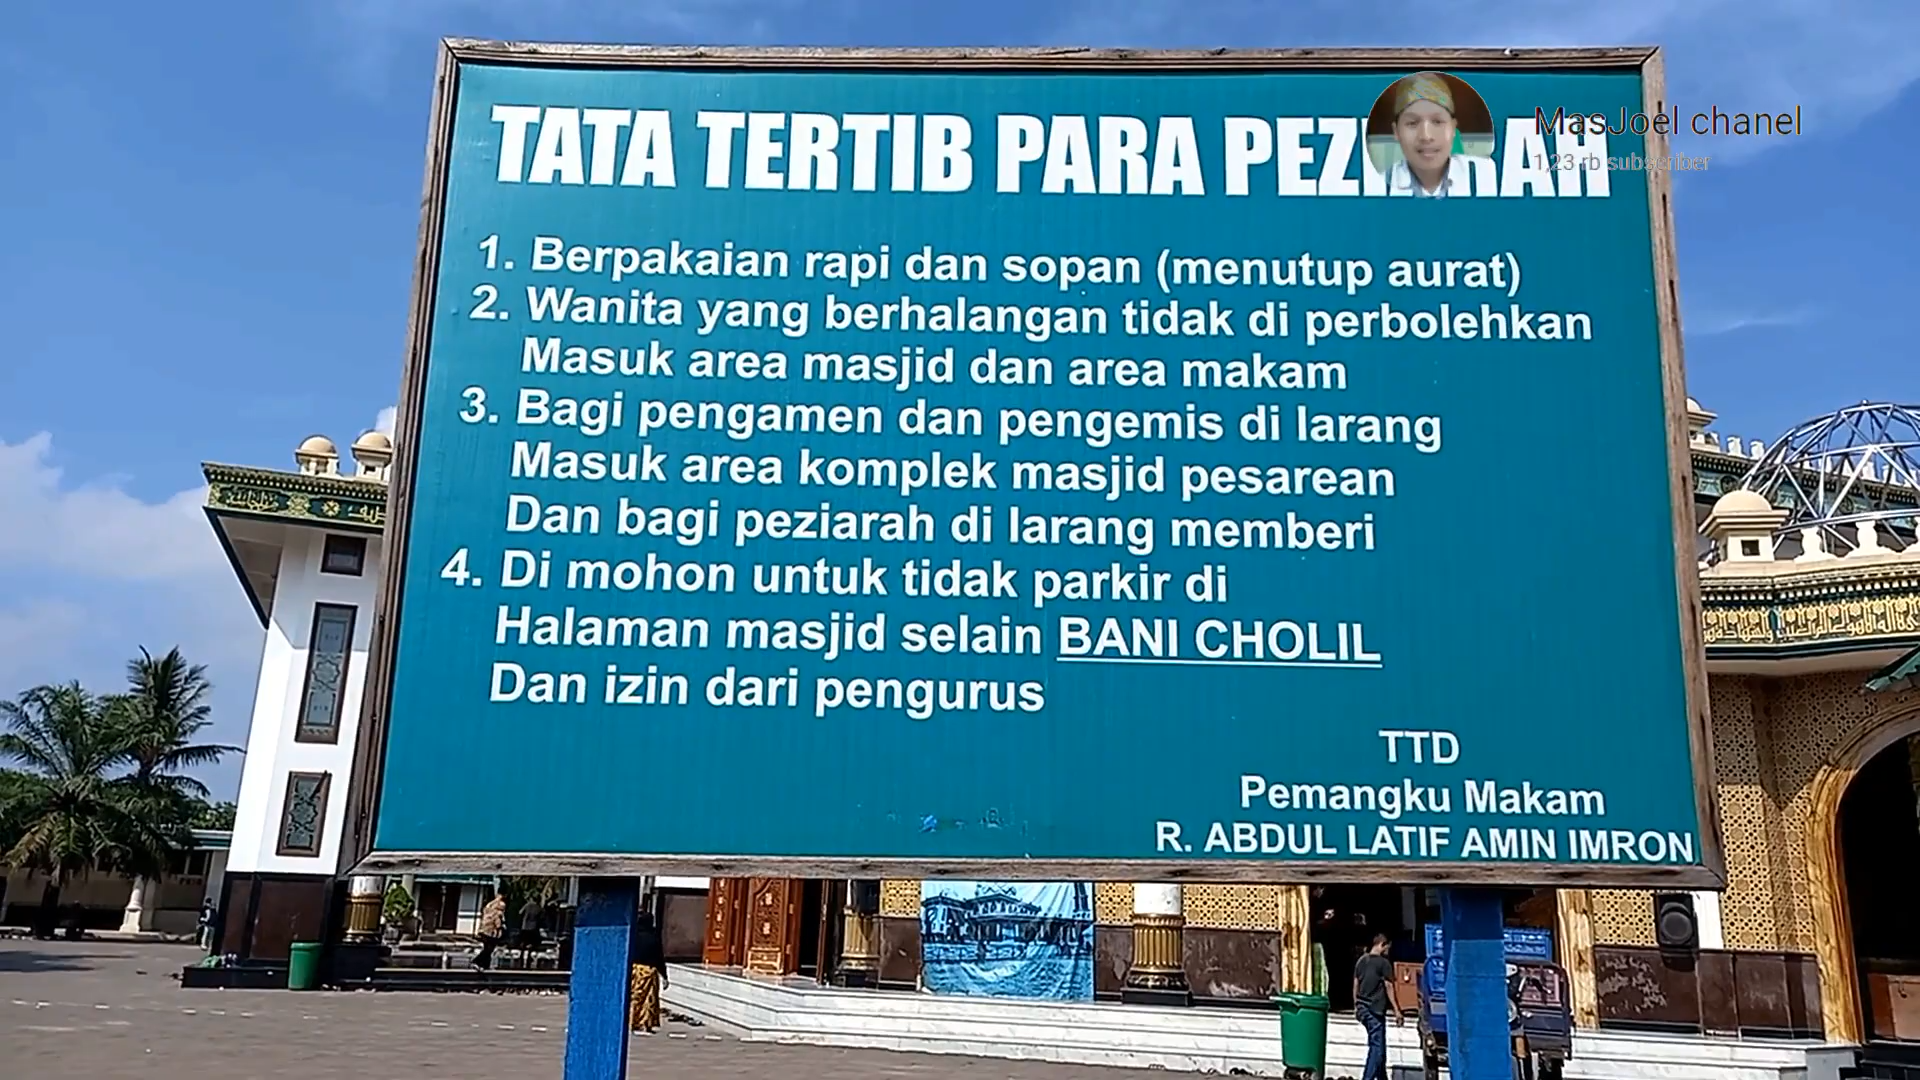 TATA TERTIB PARA PEZIARAH
MasJoel chanel
1,23 rb subscriber
1. Berpakaian rapi dan sopan (menutup aurat)
2. Wanita yang berhalangan tidak di perbolehkan
Masuk area masjid dan area makam
3. Bagi pengamen dan pengemis di larang
Masuk area komplek masjid pesarean
Dan bagi peziarah di larang memberi
4. Di mohon untuk tidak parkir di
Halaman masjid selain BANI CHOLIL
Dan izin dari pengurus
TTD
Pemangku Makam
R. ABDUL LATIF AMIN IMRON